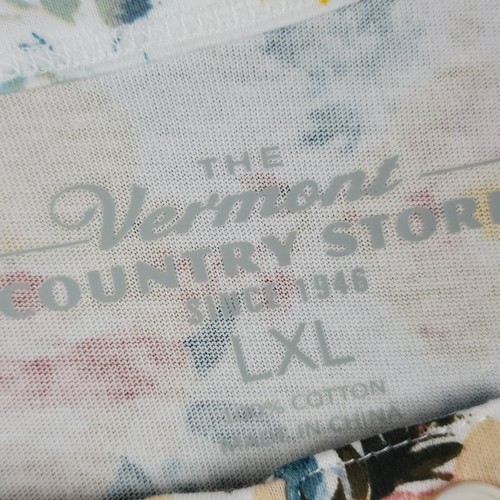 THE
Vermont
COUNTRY STORE
SINCE 1946
LXL
100% COTTON
MADE IN CHINA